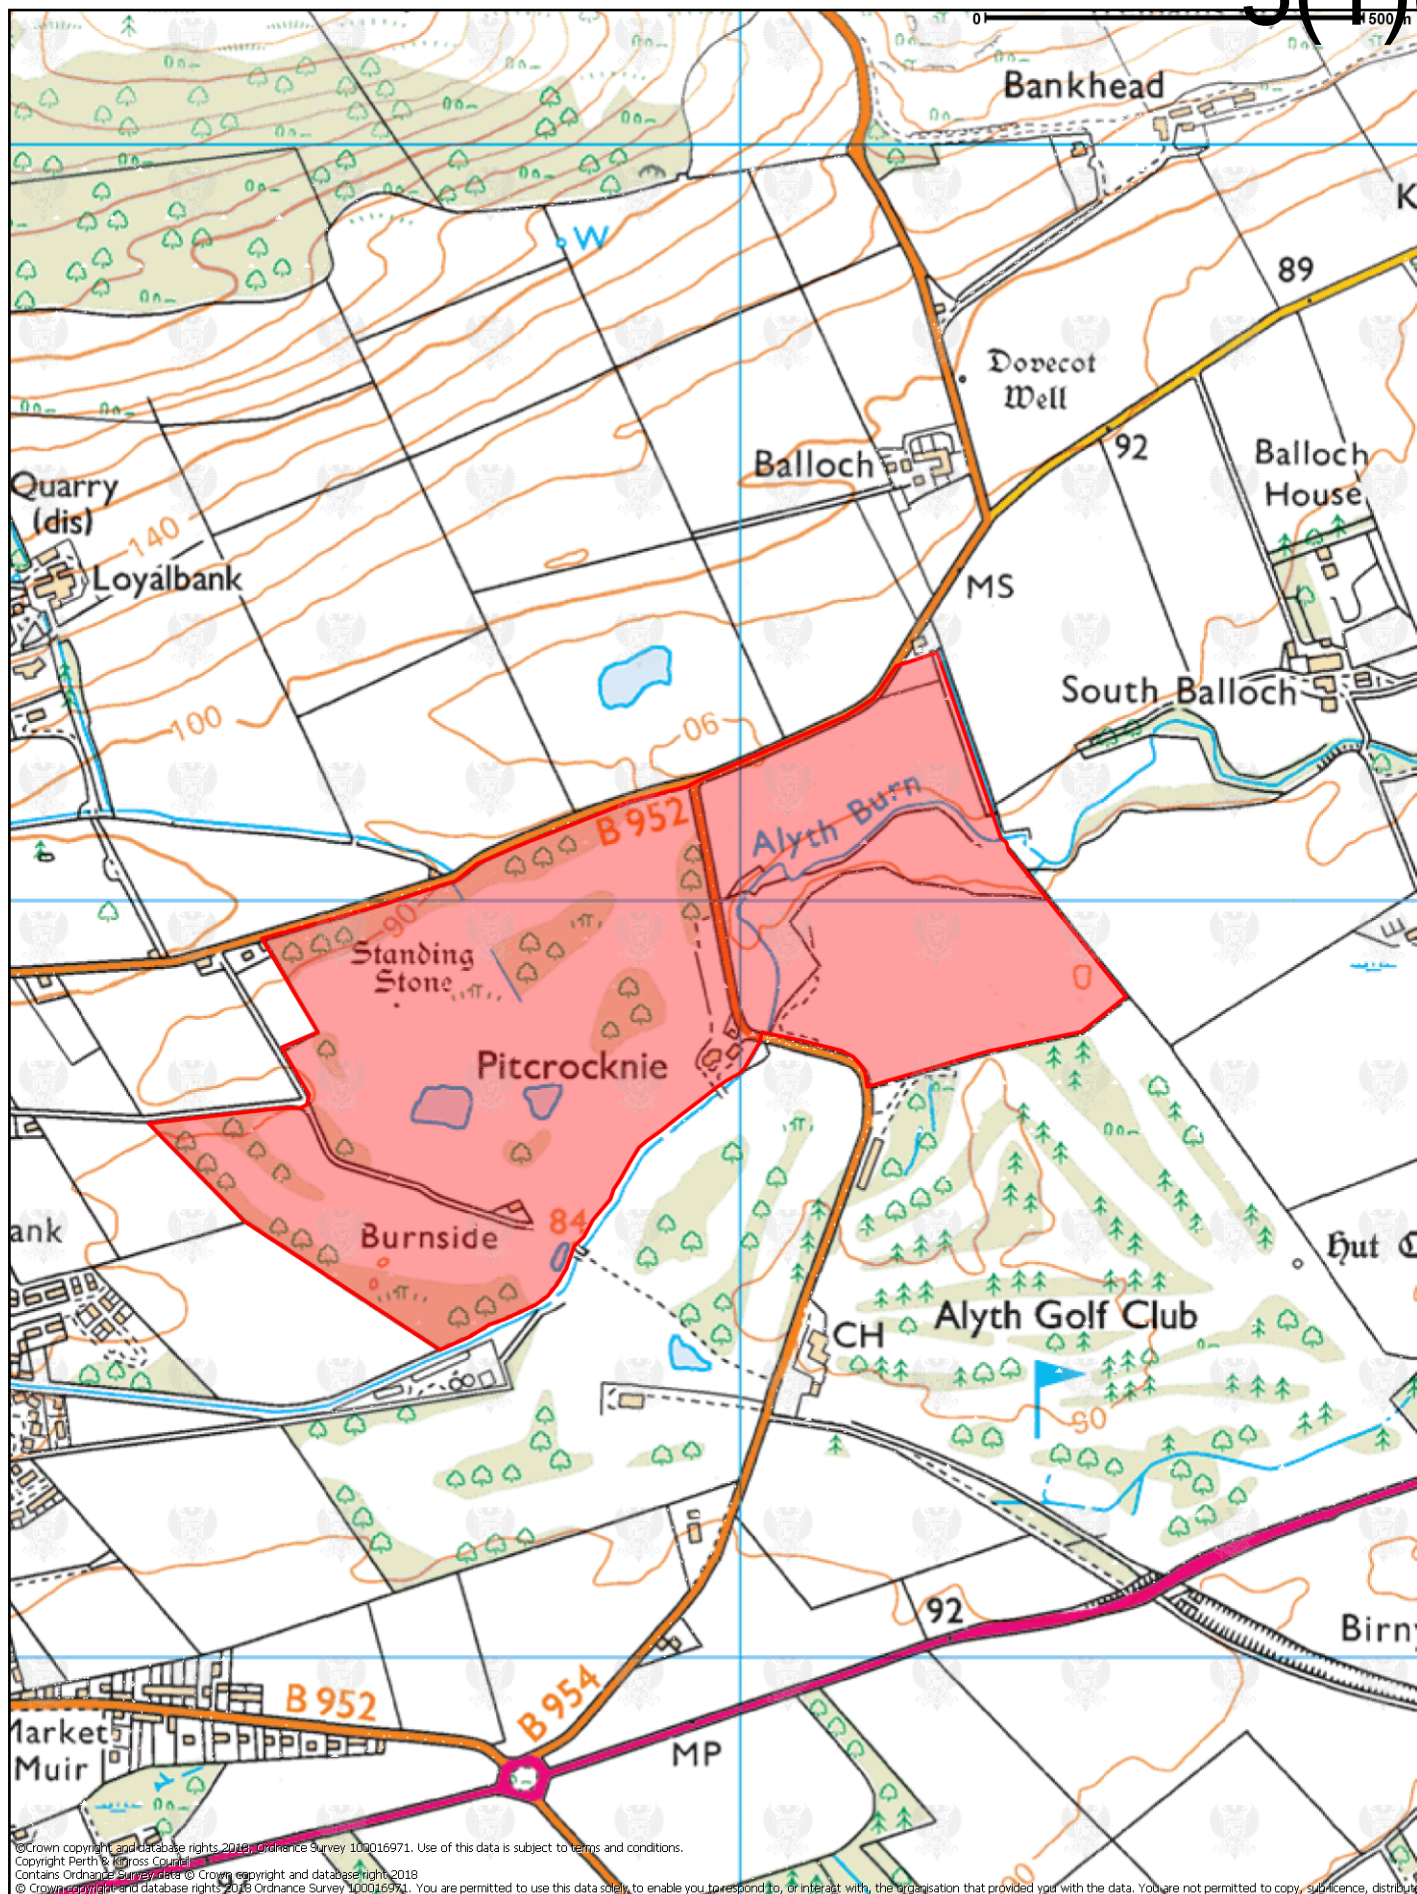 0 500 m
Bankhead
K
W
89
Dovecot
Well
92
Balloch
Balloch
House
Quarry
(dis)
140
Loyalbank
MS
South Balloch
100
90
B 952
Alyth Burn
90
Standing
Stone
Pitcrocknie
84
Burnside
ank
Hut
Alyth Golf Club
CH
90
92
Birny
B 952
B 954
Market
Muir
MP
©Crown copyright and database rights 2018, Ordnance Survey 100016971. Use of this data is subject to terms and conditions.
Copyright Perth & Kinross Council
Contains Ordnance Survey data © Crown copyright and database right 2018
© Crown copyright and database rights 2018 Ordnance Survey 100016971. You are permitted to use this data solely to enable you to respond to, or interact with, the organisation that provided you with the data. You are not permitted to copy, sub-licence, distribute